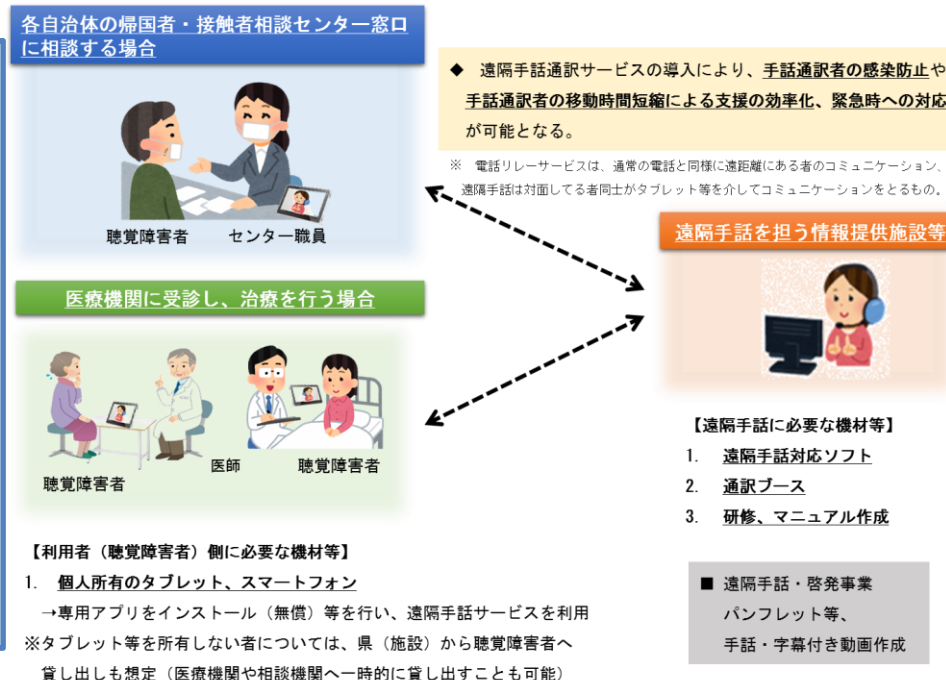 各自治体の帰国者・接触者相談センター窓口
に相談する場合
聴覚障害者
センター職員
◆ 遠隔手話通訳サービスの導入により、手話通訳者の感染防止や
手話通訳者の移動時間短縮による支援の効率化、緊急時への対応
が可能となる。
※ 電話リレーサービスは、通常の電話と同様に遠距離にある者のコミュニケーション、
遠隔手話は対面してる者同士がタブレット等を介してコミュニケーションをとるもの。
遠隔手話を担う情報提供施設等
医療機関に受診し、治療を行う場合
聴覚障害者
医師
聴覚障害者
【遠隔手話に必要な機材等】
1. 遠隔手話対応ソフト
2. 通訳ブース
3. 研修、マニュアル作成
【利用者（聴覚障害者）側に必要な機材等】
1. 個人所有のタブレット、スマートフォン
→専用アプリをインストール（無償）等を行い、遠隔手話サービスを利用
※タブレット等を所有しない者については、県（施設）から聴覚障害者へ
貸し出しも想定（医療機関や相談機関へ一時的に貸し出すことも可能）
■ 遠隔手話・啓発事業
パンフレット等、
手話・字幕付き動画作成